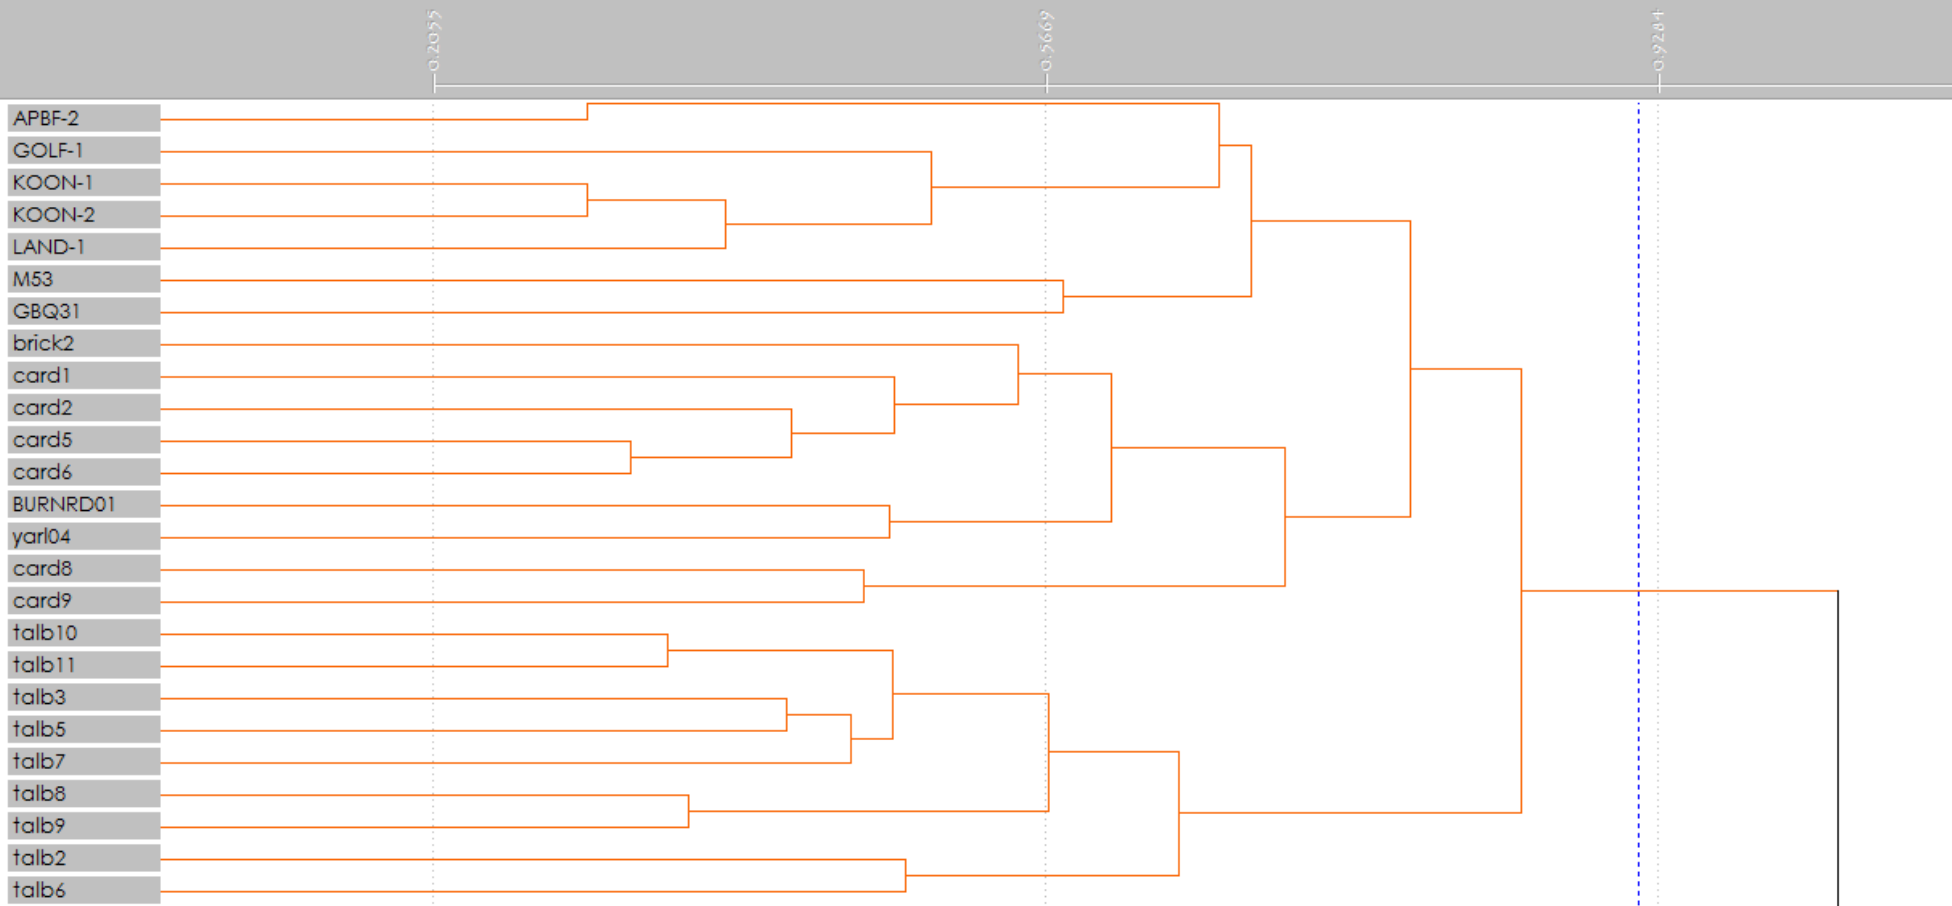 0.2055
0.5669
0.9284
APBF-2
GOLF-1
KOON-1
KOON-2
LAND-1
M53
GBQ31
brick2
card1
card2
card5
card6
BURNRD01
yarl04
card8
card9
talb10
talb11
talb3
talb5
talb7
talb8
talb9
talb2
talb6